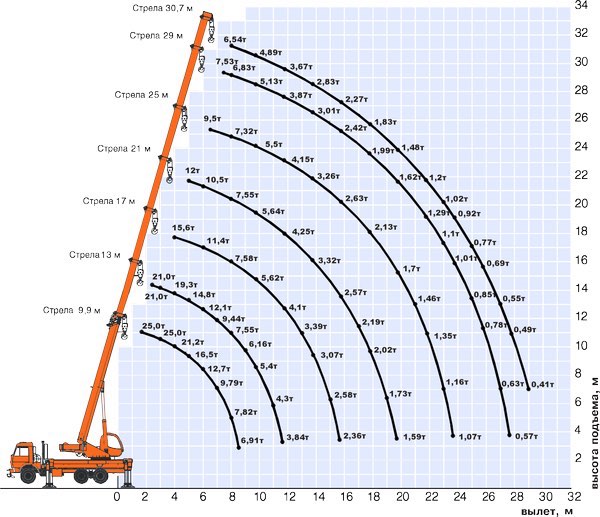 Стрела 30,7 м
Стрела 29 м
Стрела 25 м
Стрела 21 м
Стрела 17 м
Стрела 13 м
Стрела 9,9 м
6,54т 4,89т 3,67т 2,83т 2,27т 1,83т 1,48т 1,2т 1,02т 0,92т 0,77т 0,69т 0,55т 0,49т 0,41т
7,53т 6,83т 5,13т 3,87т 3,01т 2,42т 1,99т 1,62т 1,29т 1,1т 1,01т 0,85т 0,78т 0,63т 0,57т
9,5т 7,32т 5,5т 4,15т 3,26т 2,63т 2,13т 1,7т 1,46т 1,35т 1,16т 1,07т
12т 10,5т 7,55т 5,64т 4,25т 3,32т 2,57т 2,19т 2,02т 1,73т 1,59т
15,6т 11,4т 7,58т 5,62т 4,1т 3,39т 3,07т 2,58т 2,36т
21,0т 21,0т 19,3т 14,8т 12,1т 9,44т 7,55т 6,16т 5,4т 4,3т 3,84т
25,0т 25,0т 21,2т 16,5т 12,7т 9,79т 7,82т 6,91т
34
32
30
28
26
24
22
20
18
16
14
12
10
8
6
4
2
высота подъема, м
0 2 4 6 8 10 12 14 16 18 20 22 24 26 28 30 32
вылет, м